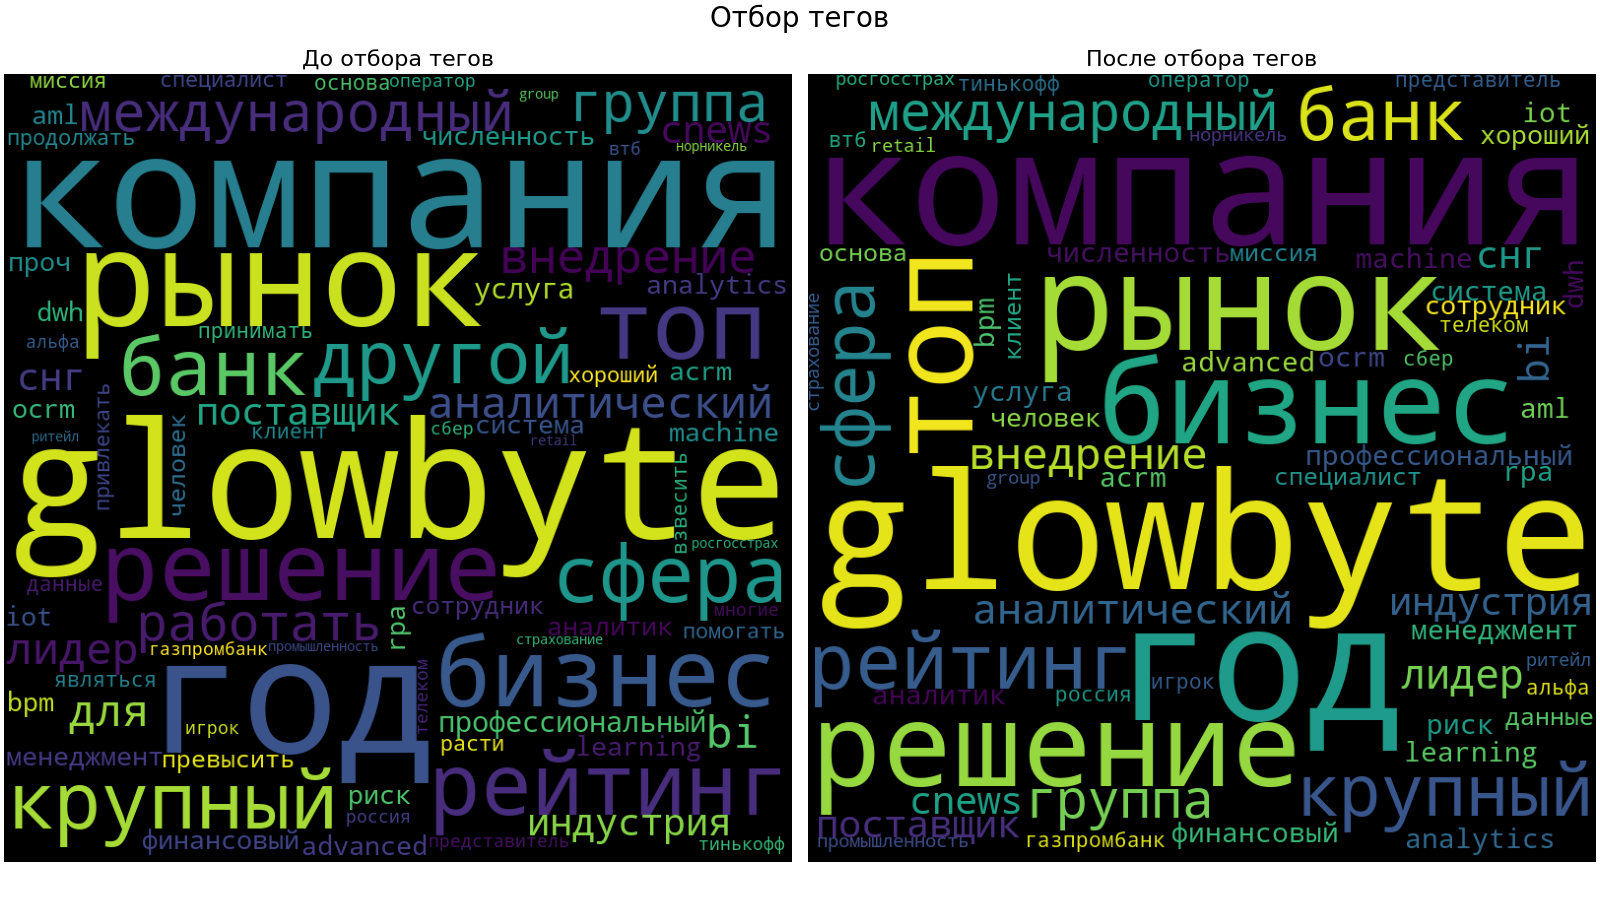 Отбор тегов
До отбора тегов
миссия специалист основа оператор
group группа
aml международный cnews
продолжать численность втб норникель
компания
проч рынок внедрение
услуга analytics
dwh принимать топ
альфа банк другой
снг хороший acrm
ocrm поставщик аналитический
ритейл привлекать человек клиент сбер система retail machine
glowbyte
взвесить
решение росгосстрах
данные сфера
iot работать rpa сотрудник многие
аналитик помогать
лидер газпромбанк промышленность страхование
являться год телеком бизнес
bpm для игрок профессиональный bi
менеджмент превысить расти learning
крупный риск рейтинг
россия индустрия
финансовый advanced представитель тинькофф
После отбора тегов
росгосстрах тинькофф оператор представитель
международный банк iot
втб retail норникель хороший
компания
основа численность миссия machine снг
сфера топ рынок система dwh
страхование bpm клиент сотрудник
телеком
advanced ocrm сбер bi
услуга бизнес
человек aml
внедрение профессиональный
group acrm специалист rpa
glowbyte
аналитический индустрия
год менеджмент
рейтинг лидер ритейл
аналитик россия игрок альфа
решение риск данные
learning
cnews группа крупный
поставщик
промышленность газпромбанк финансовый analytics